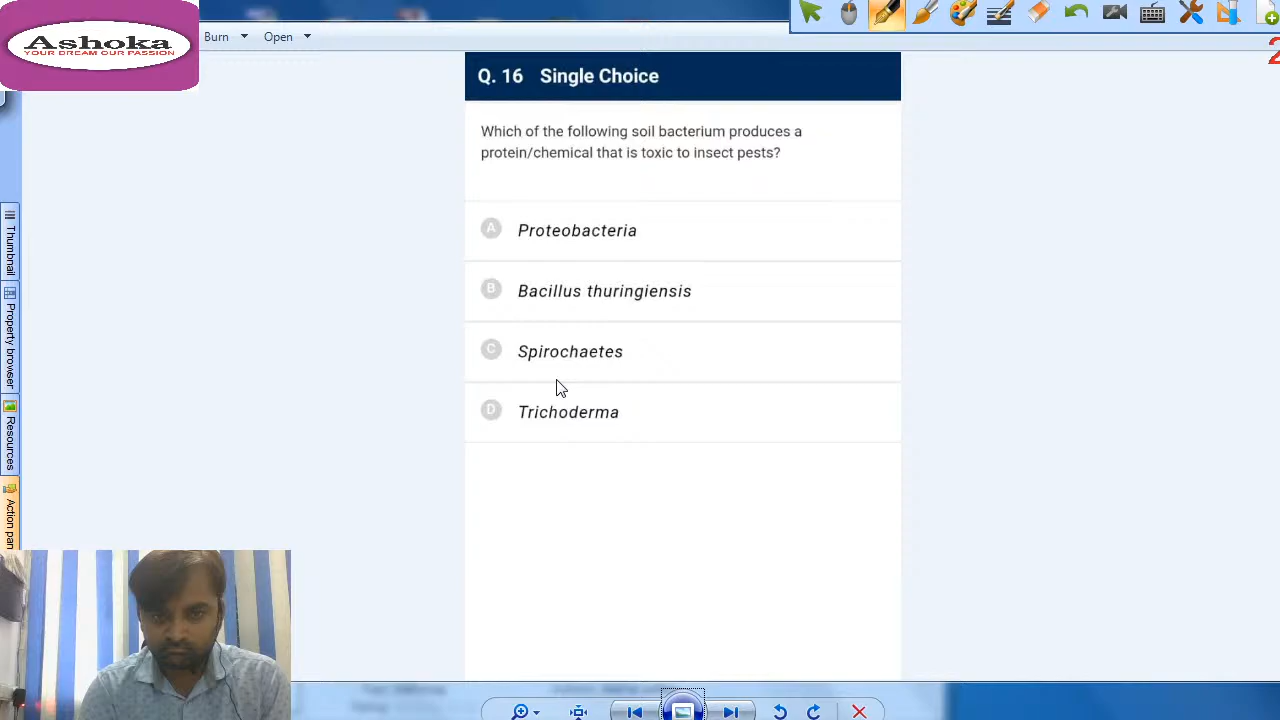 Ashoka
YOUR DREAM OUR PASSION
Burn
Open
2
Q. 16 Single Choice
Which of the following soil bacterium produces a
protein/chemical that is toxic to insect pests?
A Proteobacteria
B Bacillus thuringiensis
C Spirochaetes
D Trichoderma
Thumbnail
Property browser
Resources
Action pan